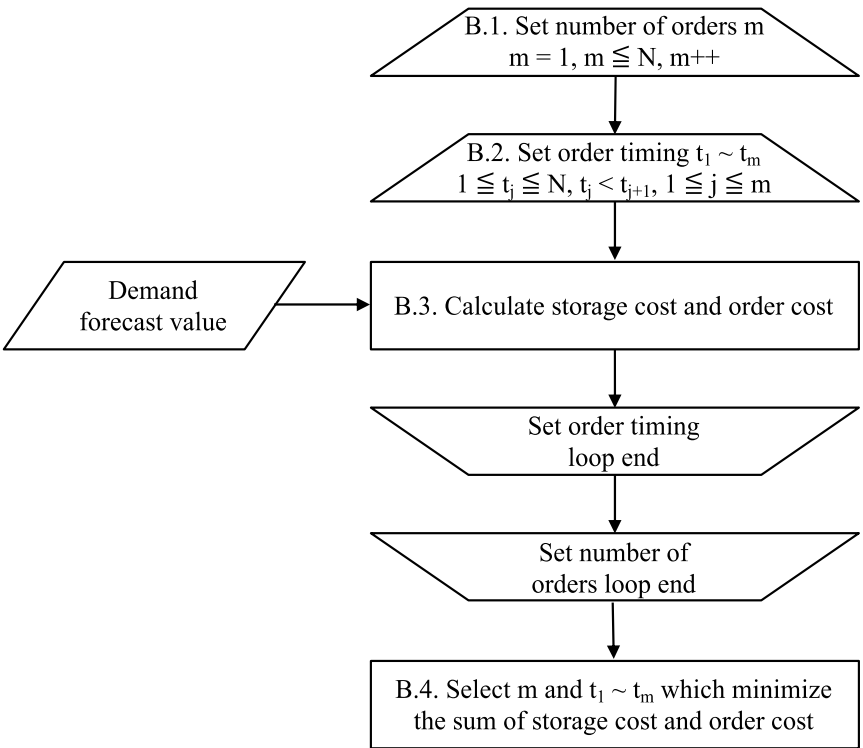 B.1. Set number of orders m
m = 1, m ≦ N, m++
B.2. Set order timing t₁ ~ tₘ
1 ≦ tⱼ ≦ N, tⱼ < tⱼ₊₁, 1 ≦ j ≦ m
Demand
forecast value
B.3. Calculate storage cost and order cost
Set order timing
loop end
Set number of
orders loop end
B.4. Select m and t₁ ~ tₘ which minimize
the sum of storage cost and order cost